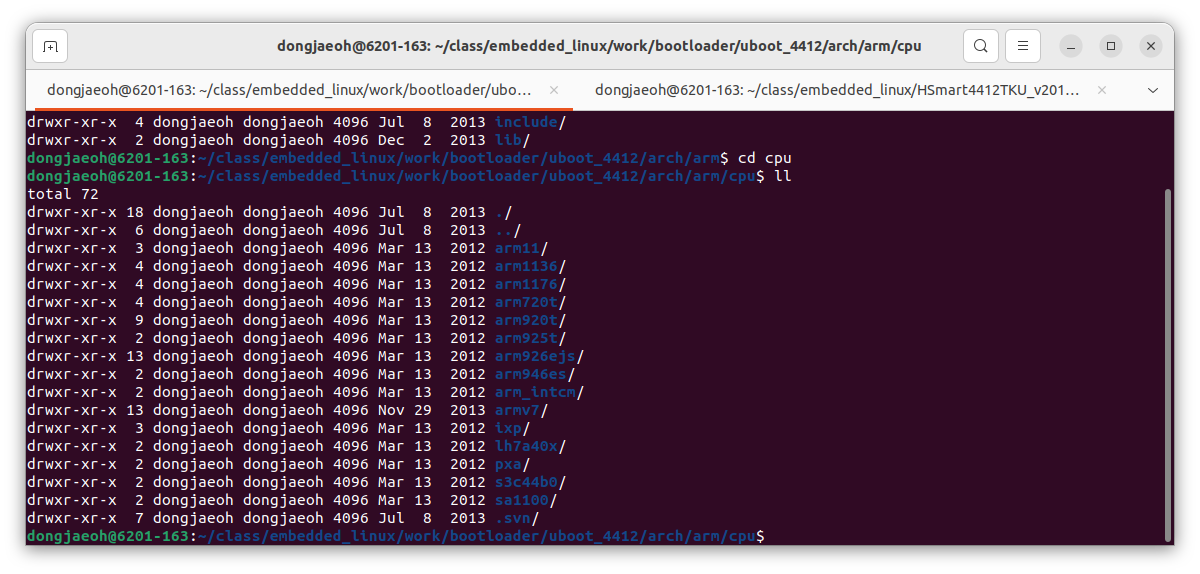 dongjaeoh@6201-163: ~/class/embedded_linux/work/bootloader/uboot_4412/arch/arm/cpu
dongjaeoh@6201-163: ~/class/embedded_linux/work/bootloader/ubo... × dongjaeoh@6201-163: ~/class/embedded_linux/HSmart4412TKU_v201... ×
drwxr-xr-x  4 dongjaeoh dongjaeoh 4096 Jul  8  2013 include/
drwxr-xr-x  2 dongjaeoh dongjaeoh 4096 Dec  2  2013 lib/
dongjaeoh@6201-163:~/class/embedded_linux/work/bootloader/uboot_4412/arch/arm$ cd cpu
dongjaeoh@6201-163:~/class/embedded_linux/work/bootloader/uboot_4412/arch/arm/cpu$ ll
total 72
drwxr-xr-x 18 dongjaeoh dongjaeoh 4096 Jul  8  2013 ./
drwxr-xr-x  6 dongjaeoh dongjaeoh 4096 Jul  8  2013 ../
drwxr-xr-x  3 dongjaeoh dongjaeoh 4096 Mar 13  2012 arm11/
drwxr-xr-x  4 dongjaeoh dongjaeoh 4096 Mar 13  2012 arm1136/
drwxr-xr-x  4 dongjaeoh dongjaeoh 4096 Mar 13  2012 arm1176/
drwxr-xr-x  4 dongjaeoh dongjaeoh 4096 Mar 13  2012 arm720t/
drwxr-xr-x  9 dongjaeoh dongjaeoh 4096 Mar 13  2012 arm920t/
drwxr-xr-x  2 dongjaeoh dongjaeoh 4096 Mar 13  2012 arm925t/
drwxr-xr-x 13 dongjaeoh dongjaeoh 4096 Mar 13  2012 arm926ejs/
drwxr-xr-x  2 dongjaeoh dongjaeoh 4096 Mar 13  2012 arm946es/
drwxr-xr-x  2 dongjaeoh dongjaeoh 4096 Mar 13  2012 arm_intcm/
drwxr-xr-x 13 dongjaeoh dongjaeoh 4096 Nov 29  2013 armv7/
drwxr-xr-x  3 dongjaeoh dongjaeoh 4096 Mar 13  2012 ixp/
drwxr-xr-x  2 dongjaeoh dongjaeoh 4096 Mar 13  2012 lh7a40x/
drwxr-xr-x  2 dongjaeoh dongjaeoh 4096 Mar 13  2012 pxa/
drwxr-xr-x  2 dongjaeoh dongjaeoh 4096 Mar 13  2012 s3c44b0/
drwxr-xr-x  2 dongjaeoh dongjaeoh 4096 Mar 13  2012 sa1100/
drwxr-xr-x  7 dongjaeoh dongjaeoh 4096 Jul  8  2013 .svn/
dongjaeoh@6201-163:~/class/embedded_linux/work/bootloader/uboot_4412/arch/arm/cpu$